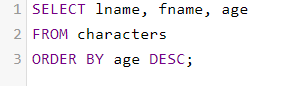 1 SELECT lname, fname, age
2 FROM characters
3 ORDER BY age DESC;